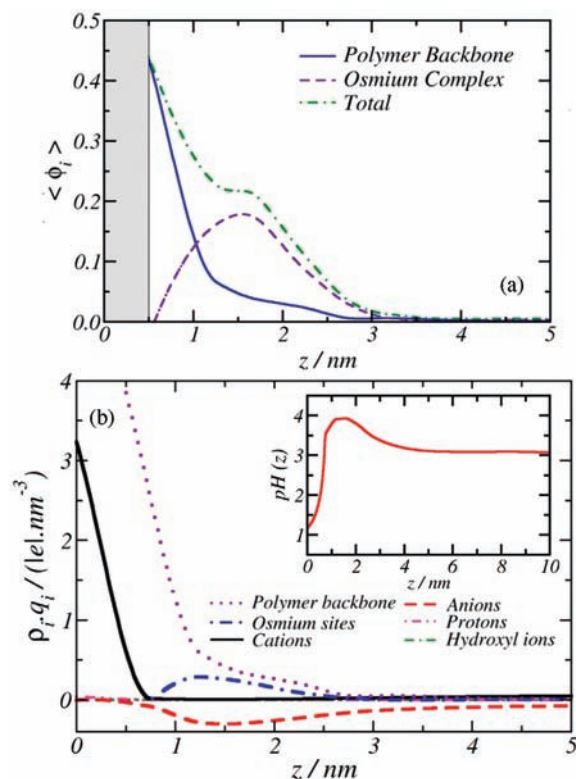 0.5
0.4
0.3
0.2
0.1
0.0
< ϕi >
Polymer Backbone
Osmium Complex
Total
(a)
1 2 3 4 5
z / nm
4
3
2
1
0
ρi.qi / (|e|.nm-3
(b)
4
3
2
1
pH (z)
0 2 4 6 8 10
z / nm
Polymer backbone
Osmium sites
Cations
Anions
Protons
Hydroxyl ions
0 1 2 3 4 5
z / nm